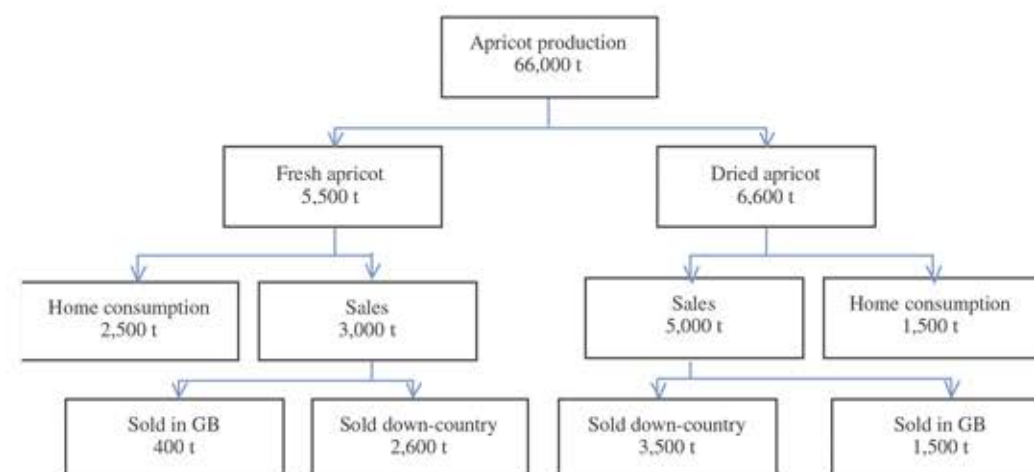 Apricot production
66,000 t
Fresh apricot
5,500 t
Dried apricot
6,600 t
Home consumption
2,500 t
Sales
3,000 t
Sales
5,000 t
Home consumption
1,500 t
Sold in GB
400 t
Sold down-country
2,600 t
Sold down-country
3,500 t
Sold in GB
1,500 t